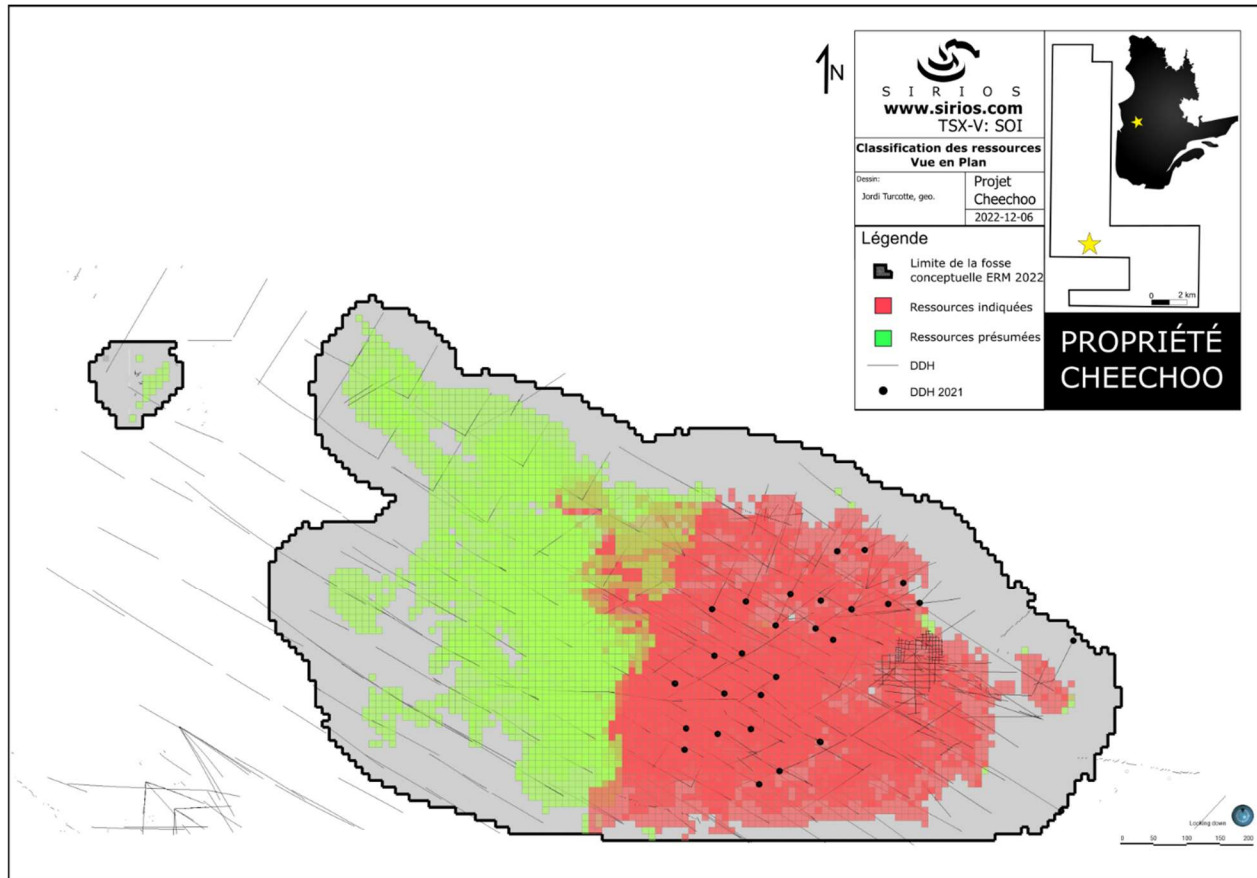 N
S I R I O S
www.sirios.com
TSX-V: SOI
Classification des ressources
Vue en Plan
Dessin:
Jordi Turcotte, geo.
Projet
Cheechoo
2022-12-06
Légende
Limite de la fosse
conceptuelle ERM 2022
Ressources indiquées
Ressources présumées
DDH
DDH 2021
0 2 km
PROPRIÉTÉ
CHEECHOO
Looking down
0 50 100 150 200